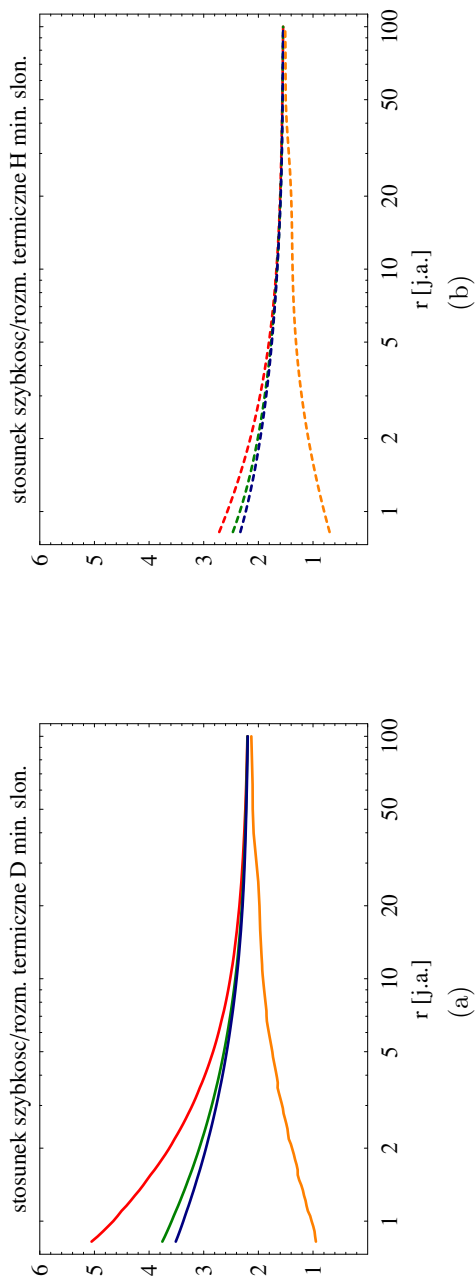 stosunek szybkosc/rozm. termiczne D min. slon.
6
5
4
3
2
1
1 2 5 10 20 50 100
r [j.a.]
(a)
stosunek szybkosc/rozm. termiczne H min. slon.
6
5
4
3
2
1
1 2 5 10 20 50 100
r [j.a.]
(b)